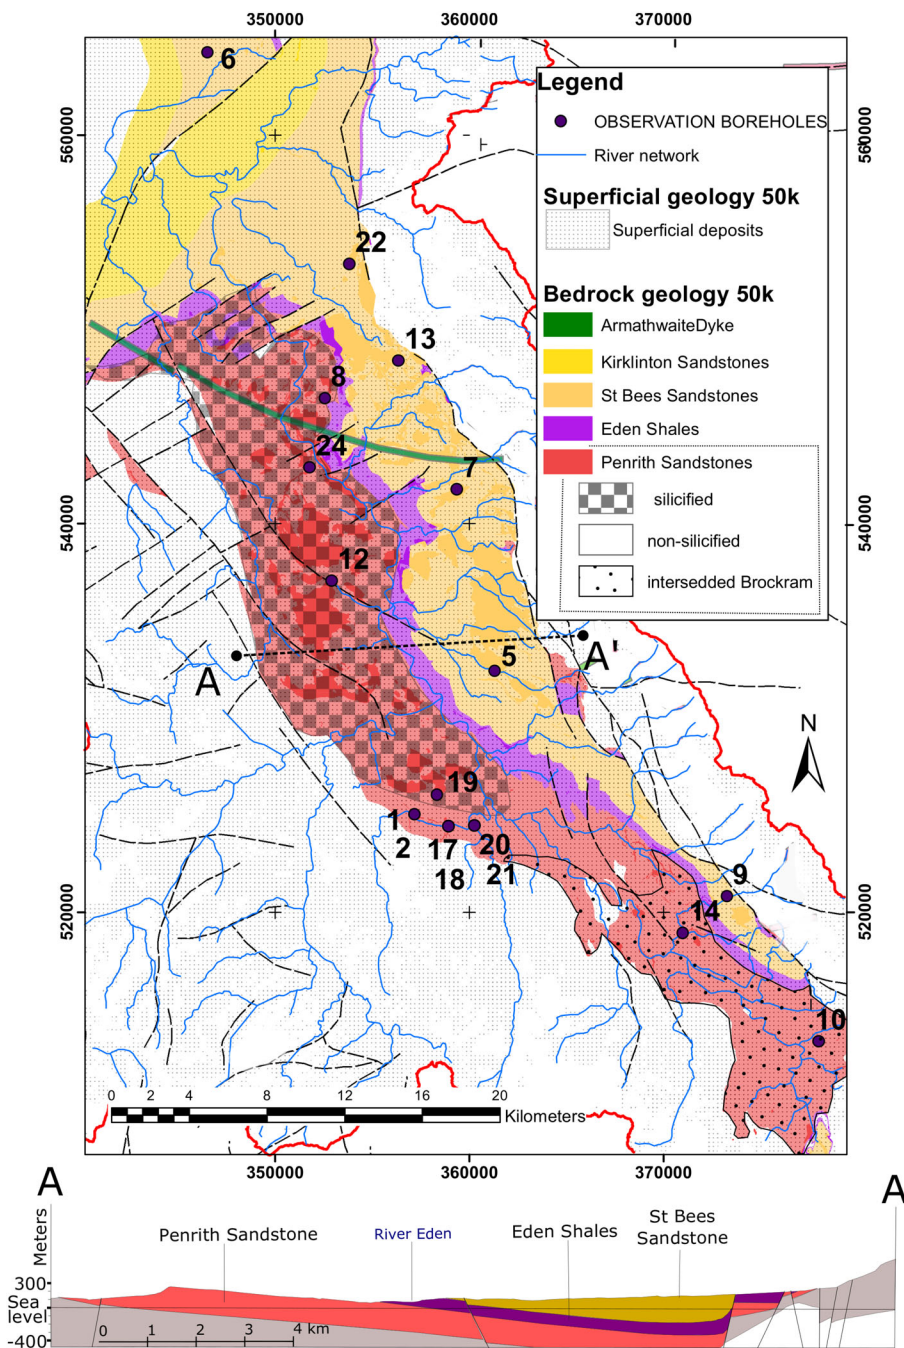 350000 360000 370000
6
560000
560000
22
13
8
24
7
540000
540000
12
5
A
A'
N
19
1
2
17
18
20
21
9
14
520000
520000
10
Legend
OBSERVATION BOREHOLES
River network
Superficial geology 50k
Superficial deposits
Bedrock geology 50k
ArmathwaiteDyke
Kirklinton Sandstones
St Bees Sandstones
Eden Shales
Penrith Sandstones
silicified
non-silicified
intersedded Brockram
0 2 4 8 12 16 20
Kilometers
350000 360000 370000
A A
Meters
Penrith Sandstone
River Eden
Eden Shales
St Bees
Sandstone
300
Sea
level
-400
0 1 2 3 4 km